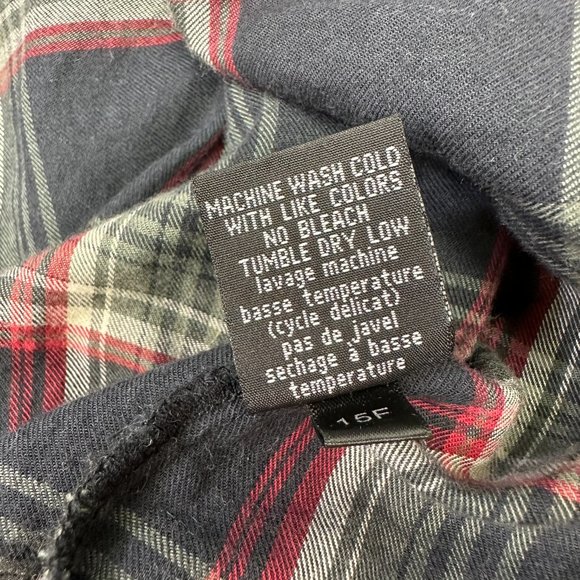 MACHINE WASH COLD
WITH LIKE COLORS
NO BLEACH
TUMBLE DRY LOW
lavage machine
basse temperature
(cycle délicat)
pas de javel
sechage à basse
temperature
15F